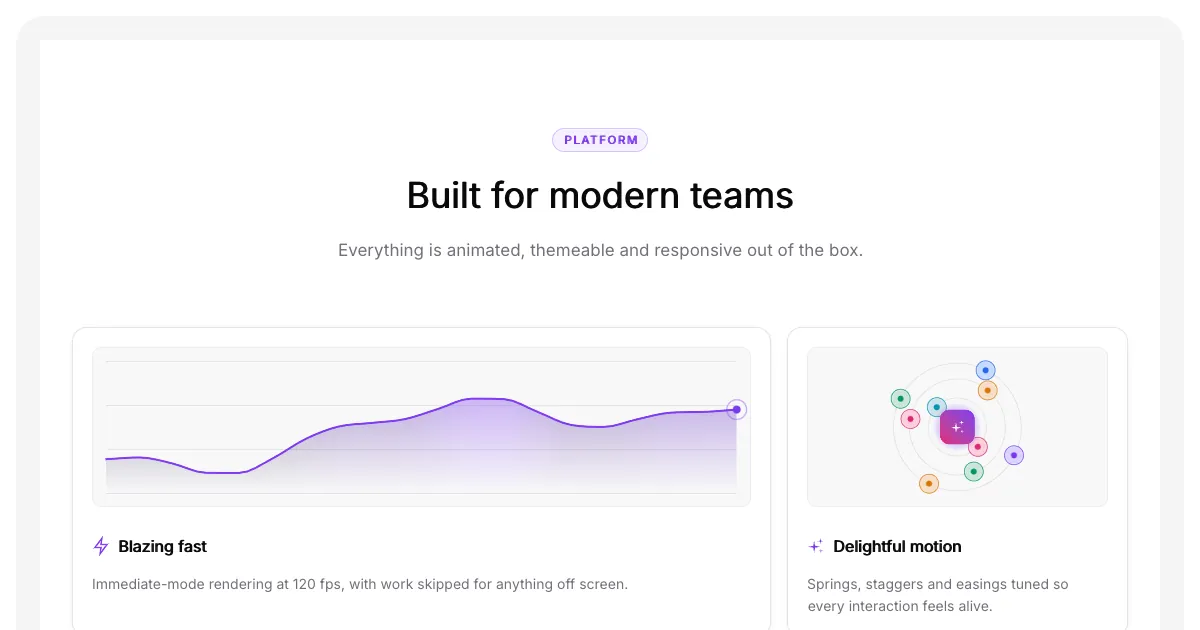 PLATFORM
Built for modern teams
Everything is animated, themeable and responsive out of the box.
Blazing fast
Immediate-mode rendering at 120 fps, with work skipped for anything off screen.
Delightful motion
Springs, staggers and easings tuned so
every interaction feels alive.